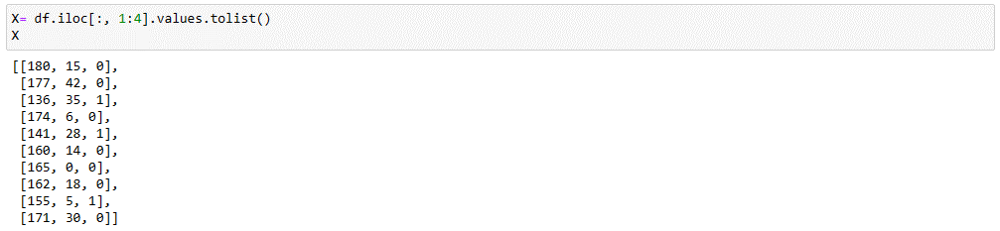 X= df.iloc[:, 1:4].values.tolist()
X
[[180, 15, 0],
[177, 42, 0],
[136, 35, 1],
[174, 6, 0],
[141, 28, 1],
[160, 14, 0],
[165, 0, 0],
[162, 18, 0],
[155, 5, 1],
[171, 30, 0]]